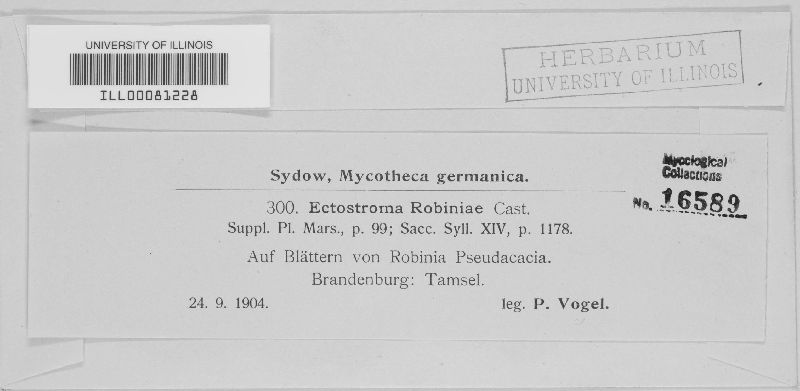 UNIVERSITY OF ILLINOIS
ILL00081228
HERBARIUM
UNIVERSITY OF ILLINOIS
Mycological
Collections
No. 16589
Sydow, Mycotheca germanica.
300. Ectostroma Robiniae Cast.
Suppl. Pl. Mars., p. 99; Sacc. Syll. XIV, p. 1178.
Auf Blättern von Robinia Pseudacacia.
Brandenburg: Tamsel.
24. 9. 1904. leg. P. Vogel.